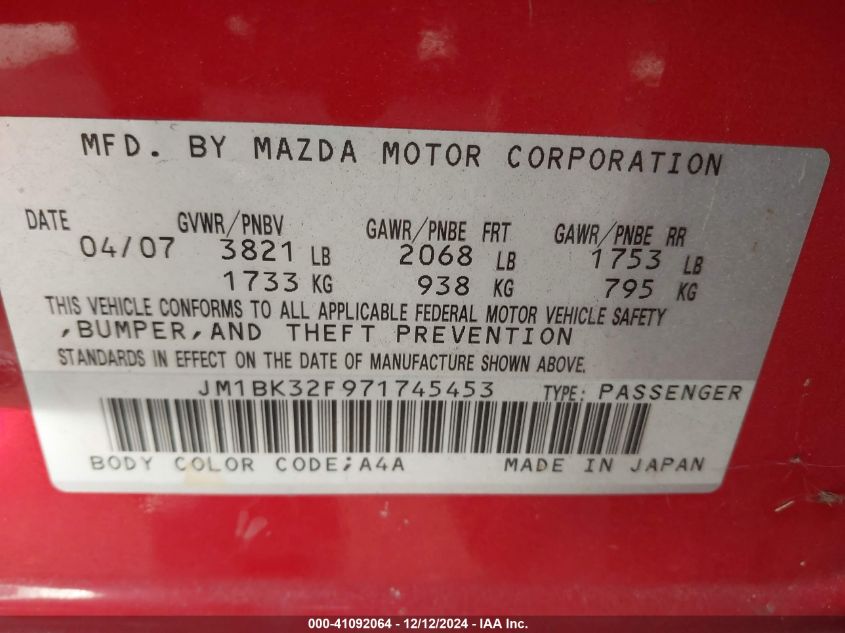 MFD. BY MAZDA MOTOR CORPORATION
DATE GVWR/PNBV GAWR/PNBE FRT GAWR/PNBE RR
04/07 3821 LB 2068 LB 1753 LB
1733 KG 938 KG 795 KG
THIS VEHICLE CONFORMS TO ALL APPLICABLE FEDERAL MOTOR VEHICLE SAFETY
,BUMPER,AND THEFT PREVENTION
STANDARDS IN EFFECT ON THE DATE OF MANUFACTURE SHOWN ABOVE.
JM1BK32F971745453 TYPE: PASSENGER
BODY COLOR CODE;A4A MADE IN JAPAN
000-41092064 - 12/12/2024 - IAA Inc.